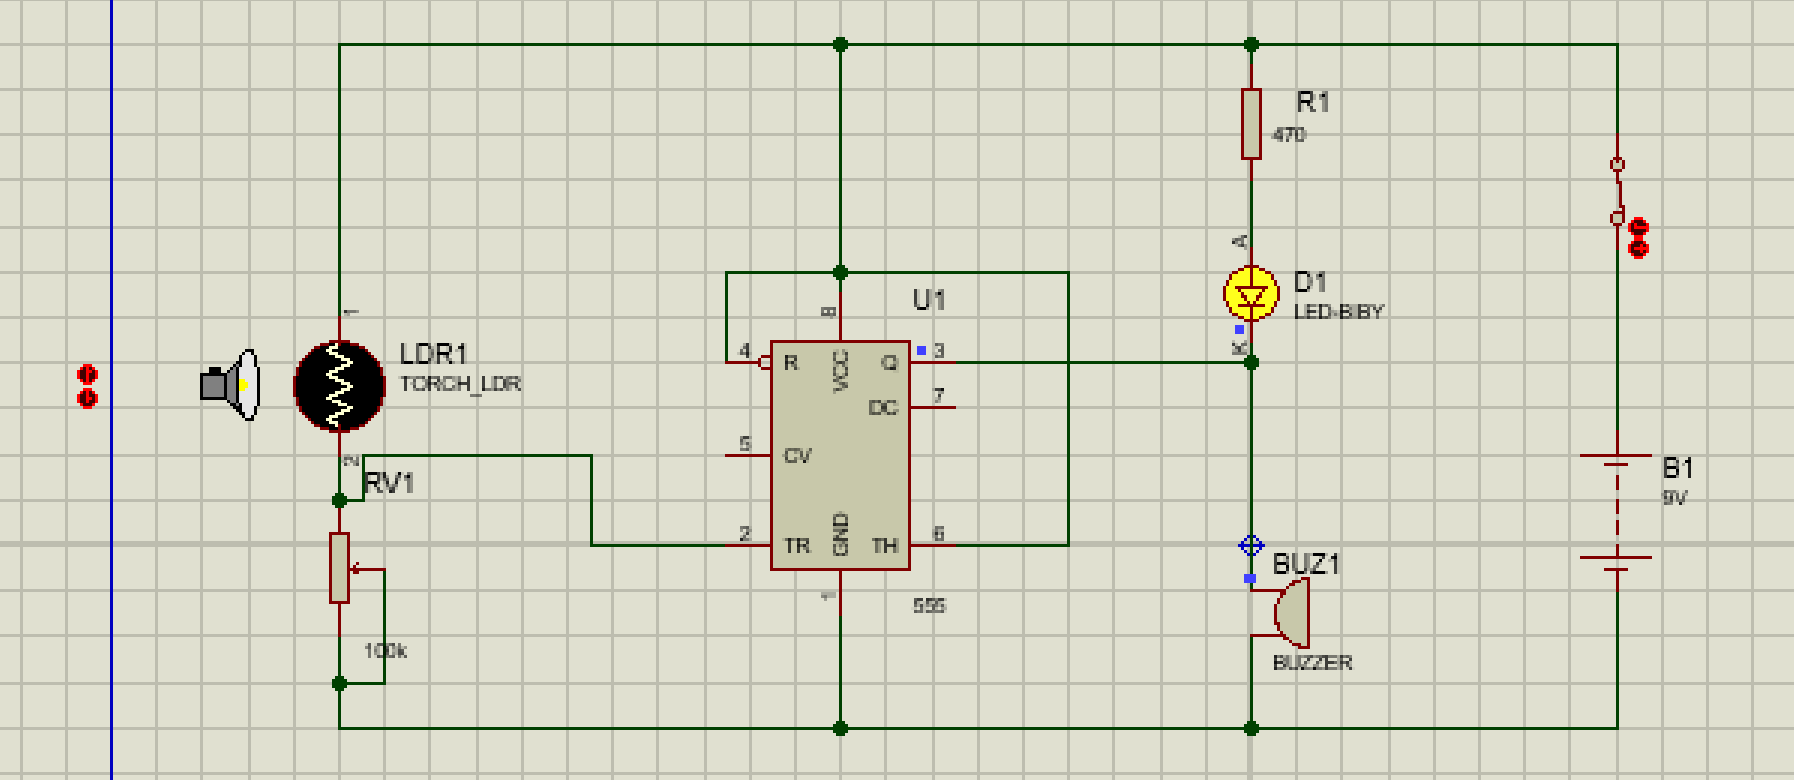 R1
470
A
D1
LED-BIBY
K
LDR1
TORCH_LDR
1
2
RV1
100k
U1
8
4
R
VCC
Q
3
DC
7
5
CV
2
TR
GND
TH
6
1
555
B1
9V
BUZ1
BUZZER